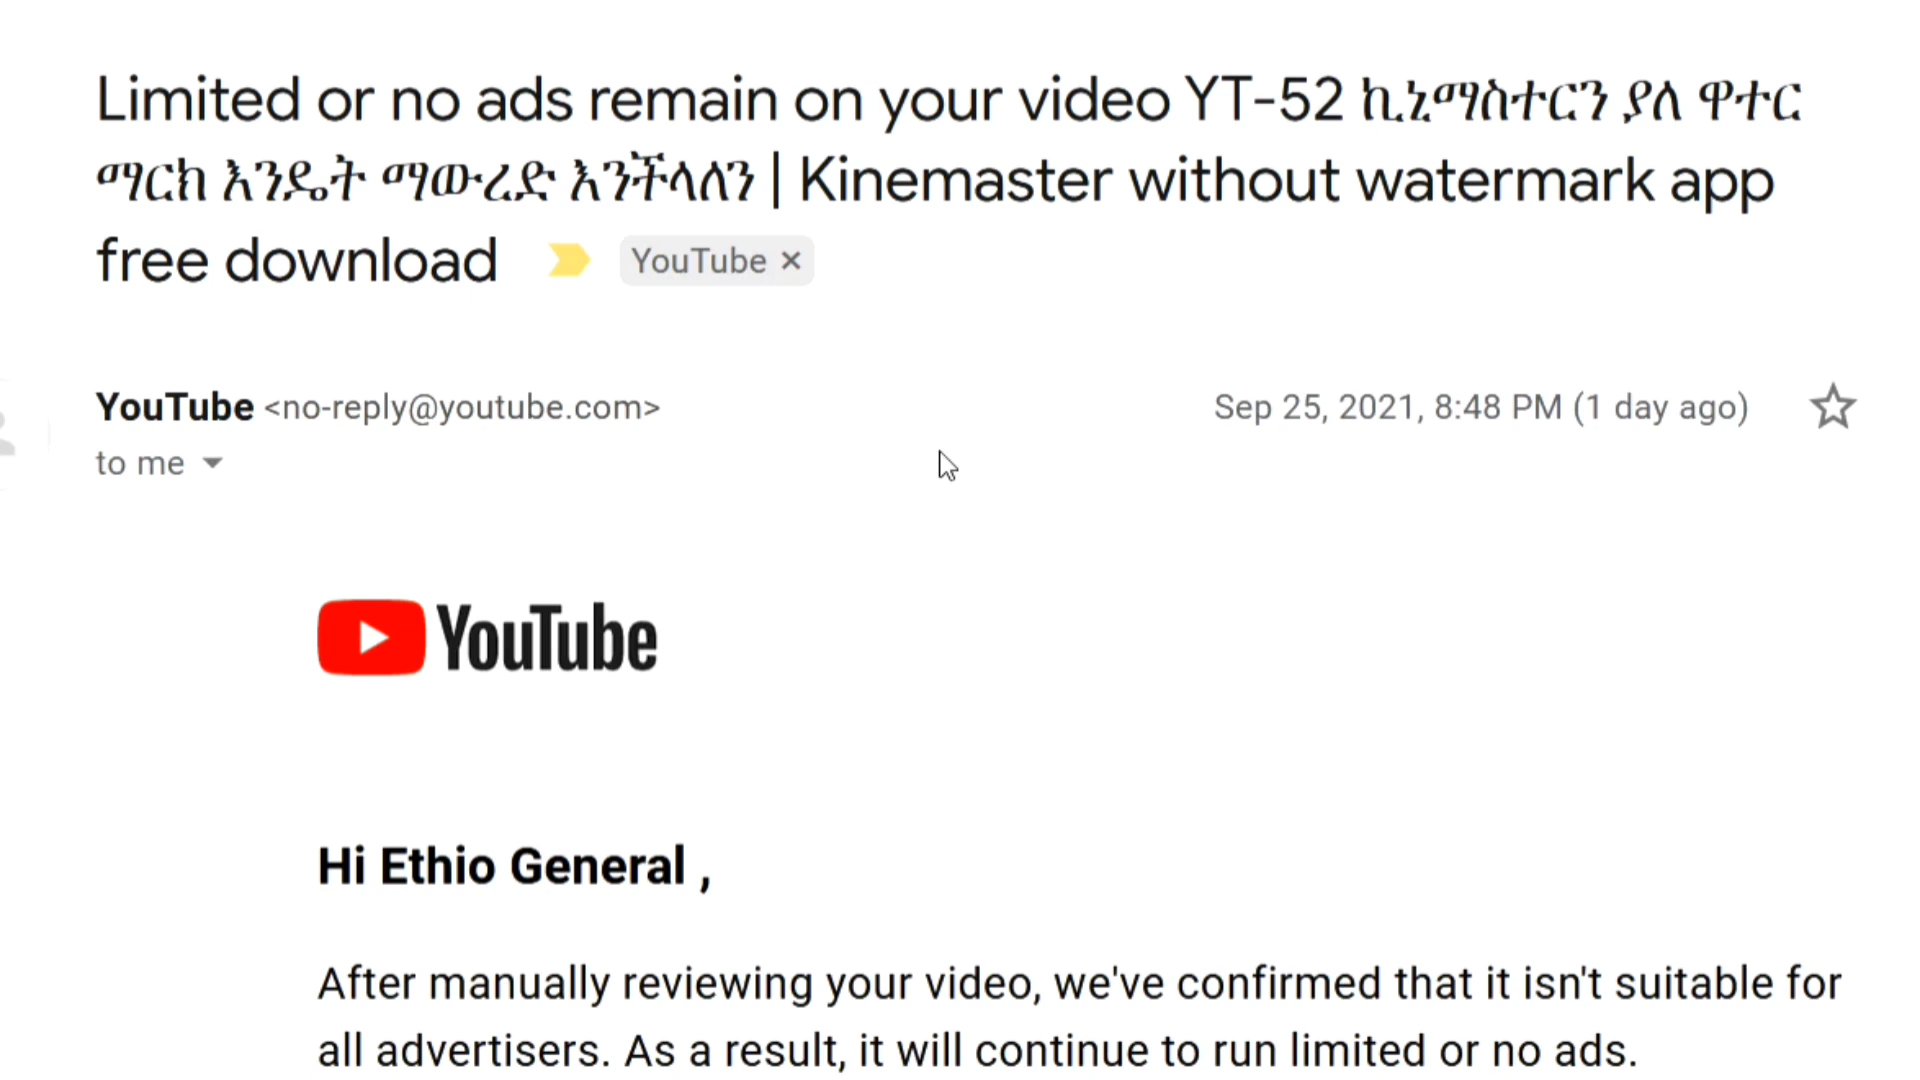 Limited or no ads remain on your video YT-52 ኪኒማስተርን ያለ ዋተር
ማርክ እንዴት ማውረድ እንችላለን | Kinemaster without watermark app
free download YouTube ×
YouTube <no-reply@youtube.com> Sep 25, 2021, 8:48 PM (1 day ago)
to me
YouTube
Hi Ethio General ,
After manually reviewing your video, we've confirmed that it isn't suitable for
all advertisers. As a result, it will continue to run limited or no ads.